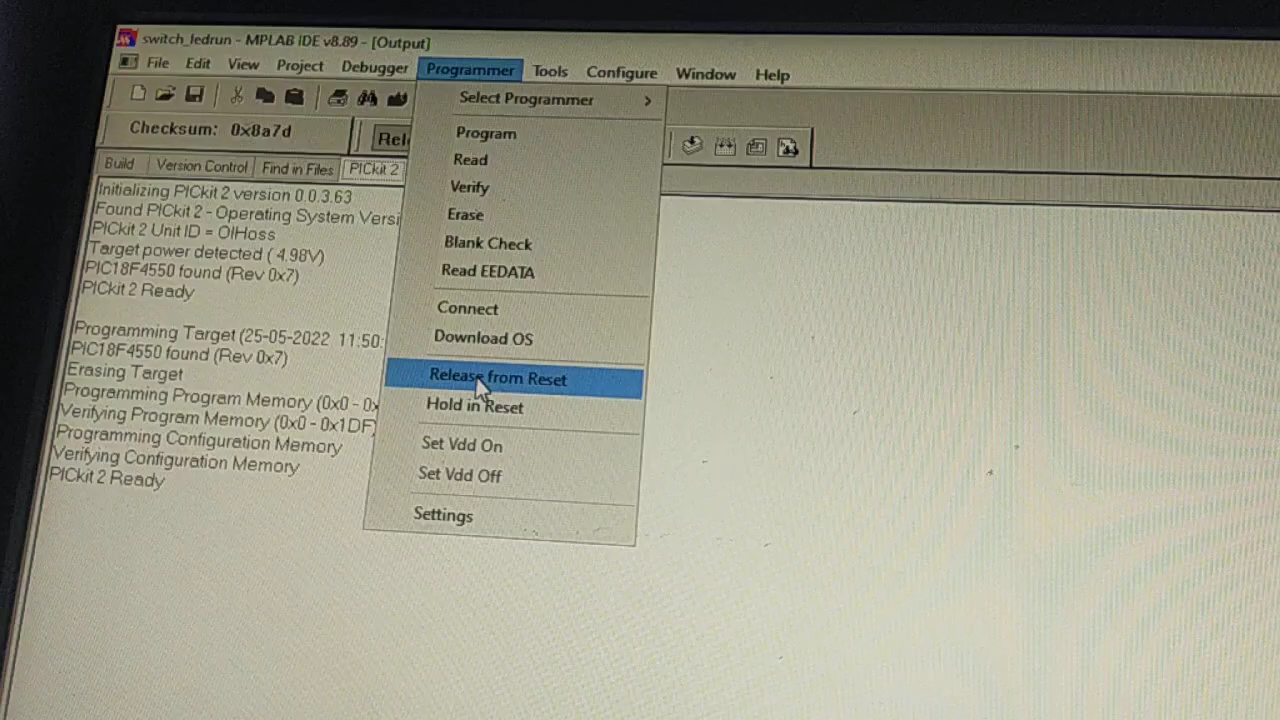 switch_ledrun - MPLAB IDE v8.89 - [Output]
File Edit View Project Debugger Programmer Tools Configure Window Help
Checksum: 0x8a7d
Build Version Control Find in Files PICkit 2
Initializing PICkit 2 version 0.0.3.63
Found PICkit 2 - Operating System Versi
PICkit 2 Unit ID = OlHoss
Target power detected ( 4.98V)
PIC18F4550 found (Rev 0x7)
PICkit 2 Ready
Programming Target (25-05-2022 11:50:
PIC18F4550 found (Rev 0x7)
Erasing Target
Programming Program Memory (0x0 - 0x
Verifying Program Memory (0x0 - 0x1DF)
Programming Configuration Memory
Verifying Configuration Memory
PICkit 2 Ready
Select Programmer
Program
Read
Verify
Erase
Blank Check
Read EEDATA
Connect
Download OS
Release from Reset
Hold in Reset
Set Vdd On
Set Vdd Off
Settings